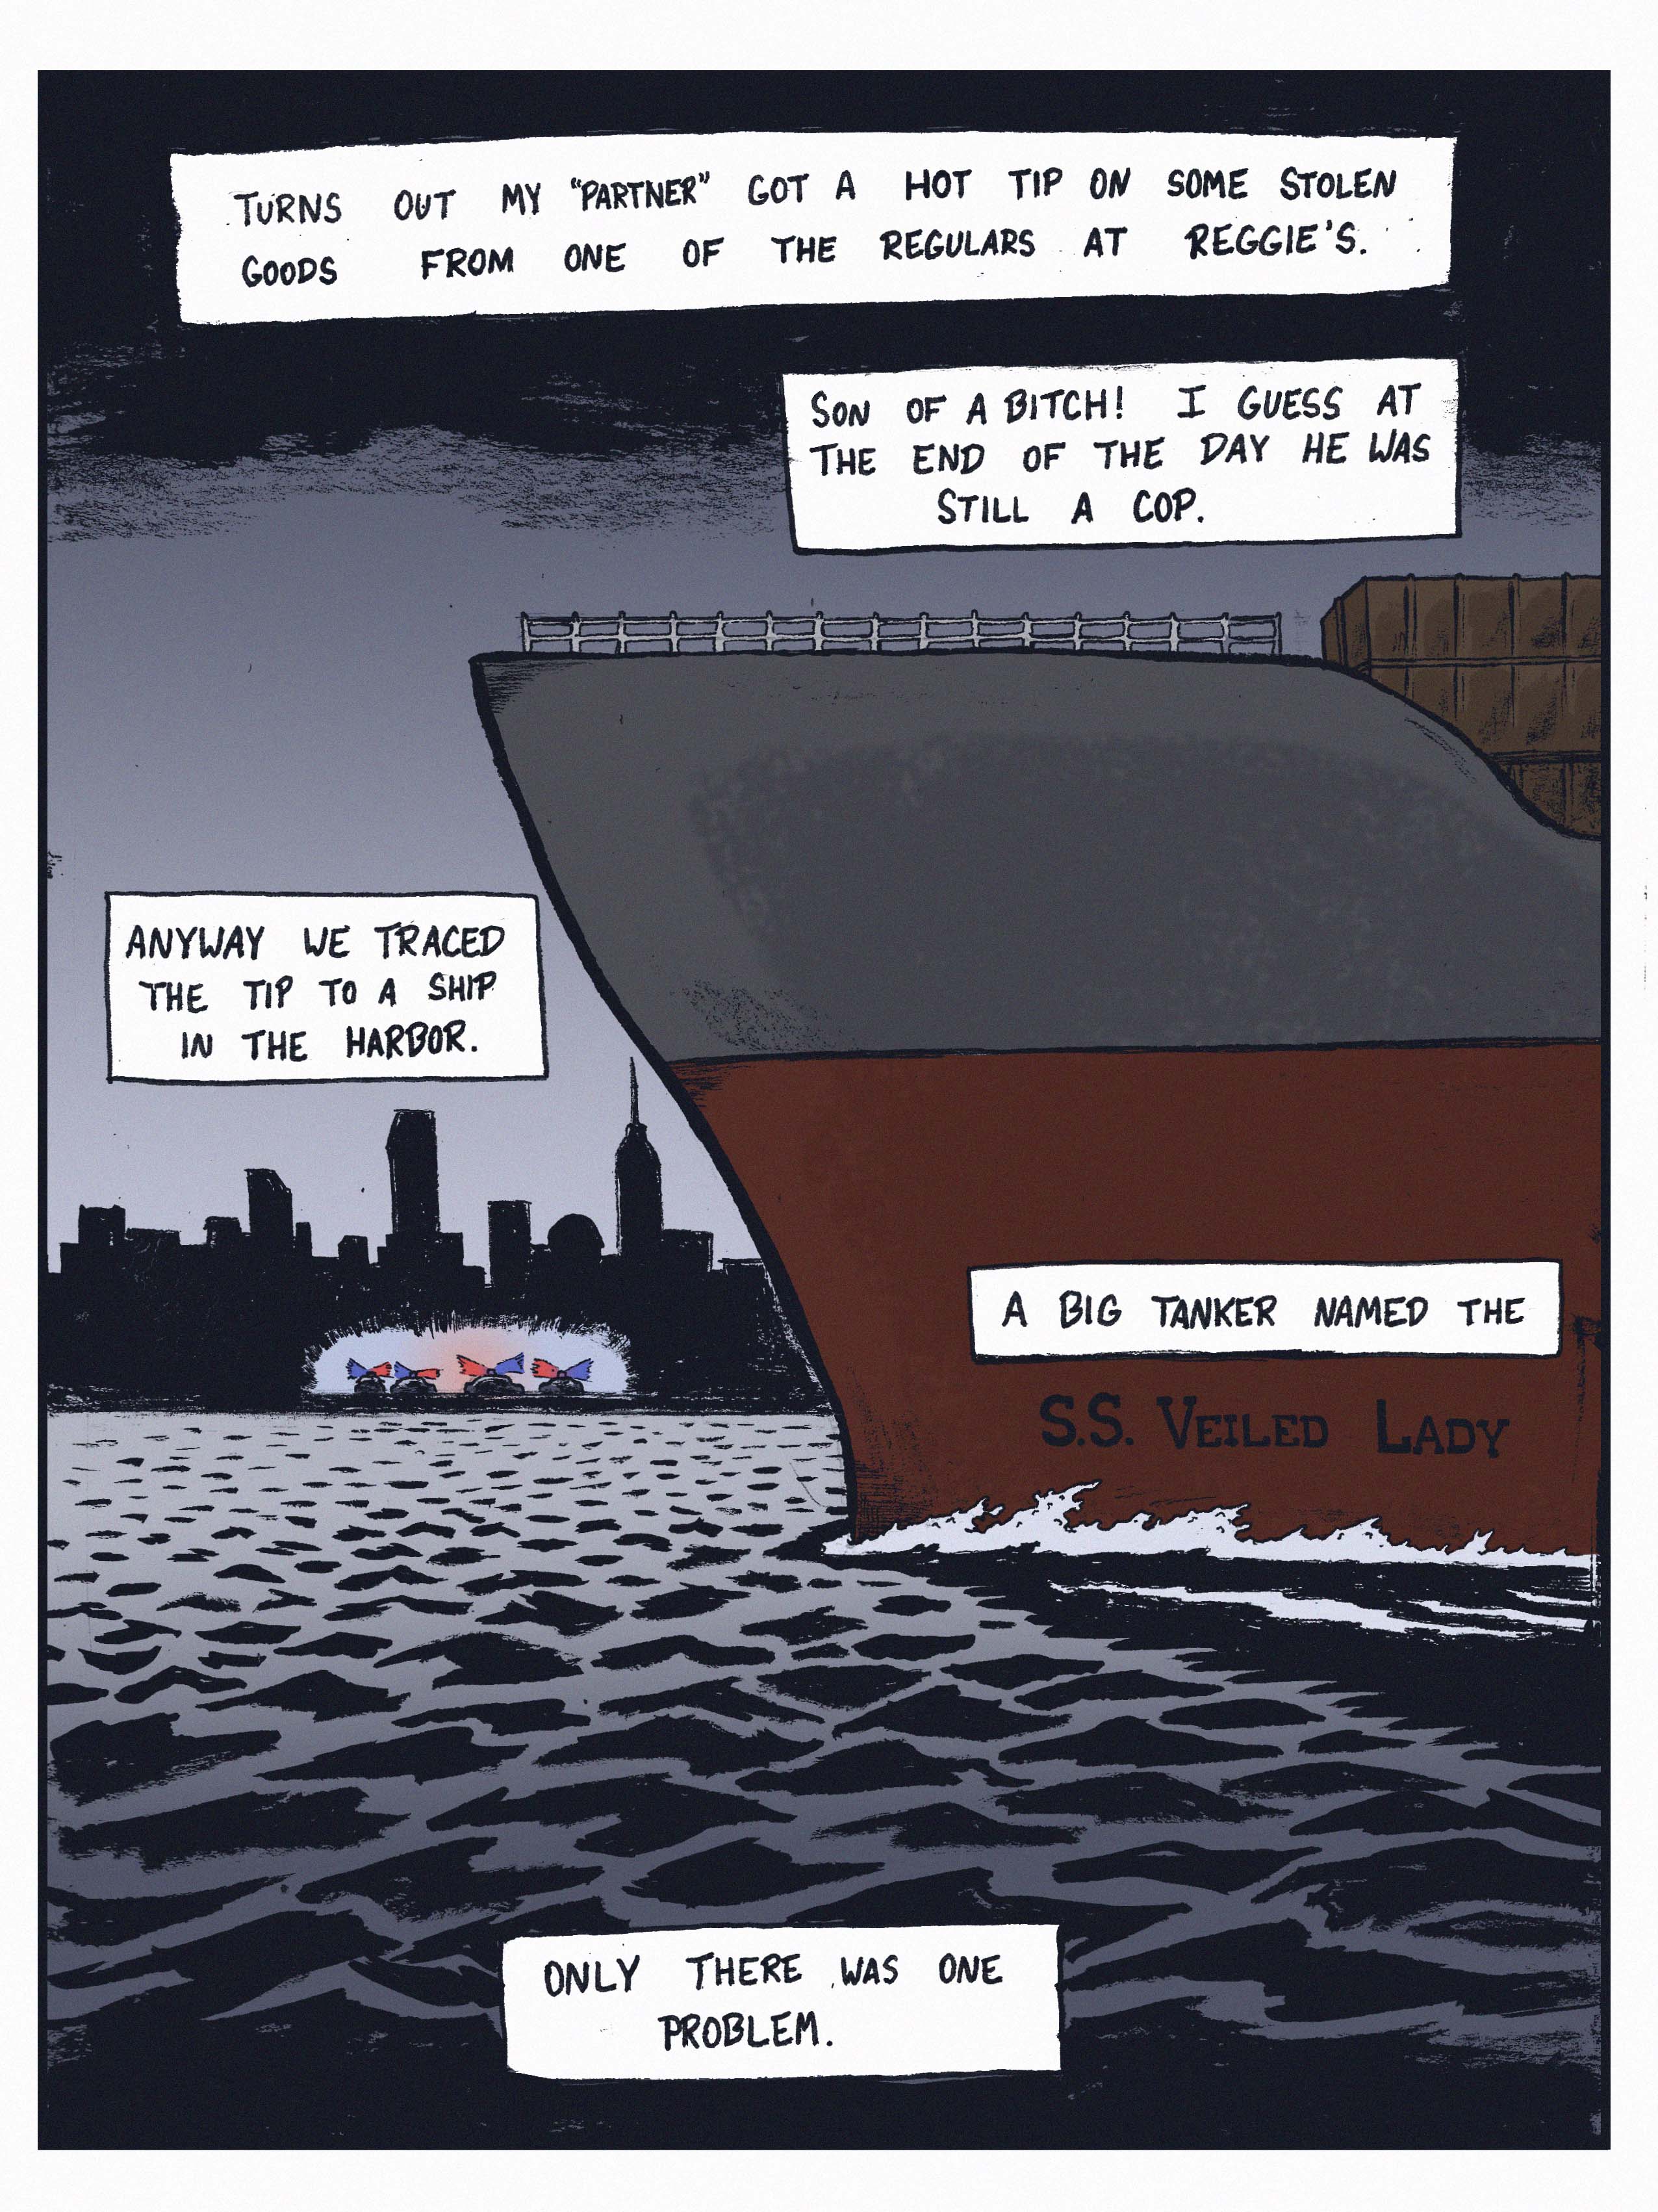 TURNS OUT MY "PARTNER" GOT A HOT TIP ON SOME STOLEN
GOODS FROM ONE OF THE REGULARS AT REGGIE'S.
SON OF A BITCH! I GUESS AT
THE END OF THE DAY HE WAS
STILL A COP.
ANYWAY WE TRACED
THE TIP TO A SHIP
IN THE HARBOR.
A BIG TANKER NAMED THE
S.S. VEILED LADY
ONLY THERE WAS ONE
PROBLEM.